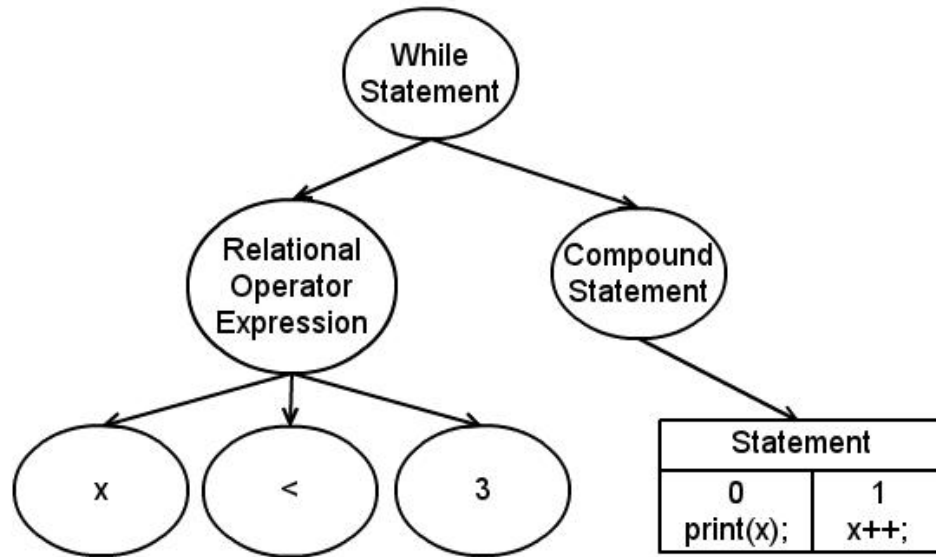 While
Statement
Relational
Operator
Expression
Compound
Statement
x
<
3
Statement
0
print(x);
1
x++;